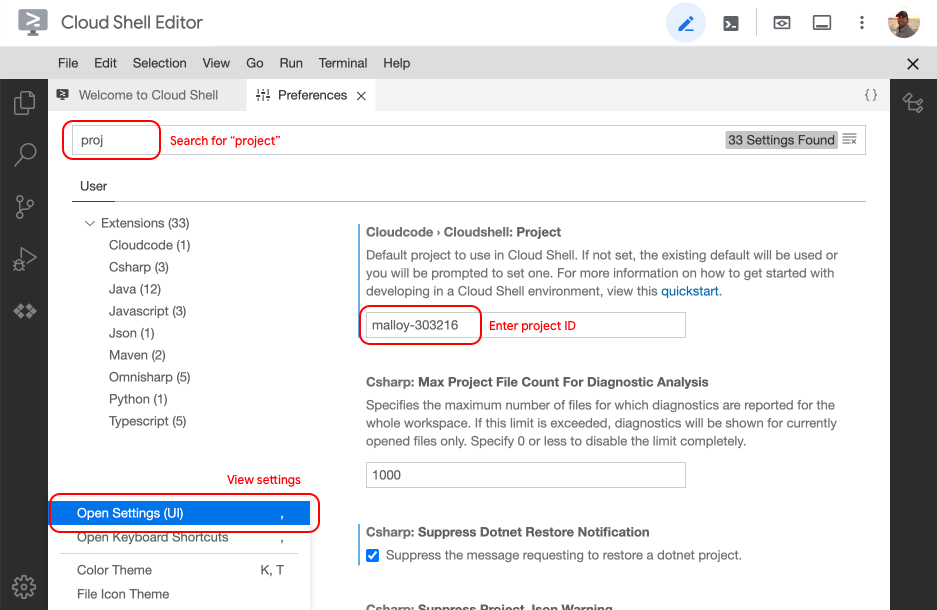 Cloud Shell Editor
File Edit Selection View Go Run Terminal Help
Welcome to Cloud Shell
Preferences
{ }
proj
Search for “project”
33 Settings Found
User
Extensions (33)
Cloudcode (1)
Csharp (3)
Java (12)
Javascript (3)
Json (1)
Maven (2)
Omnisharp (5)
Python (1)
Typescript (5)
Cloudcode › Cloudshell: Project
Default project to use in Cloud Shell. If not set, the existing default will be used or
you will be prompted to set one. For more information on how to get started with
developing in a Cloud Shell environment, view this quickstart.
malloy-303216
Enter project ID
Csharp: Max Project File Count For Diagnostic Analysis
Specifies the maximum number of files for which diagnostics are reported for the
whole workspace. If this limit is exceeded, diagnostics will be shown for currently
opened files only. Specify 0 or less to disable the limit completely.
1000
Csharp: Suppress Dotnet Restore Notification
Suppress the message requesting to restore a dotnet project.
Csharp: Suppress Project Json Warning
View settings
Open Settings (UI) ,
Open Keyboard Shortcuts ,
Color Theme K, T
File Icon Theme